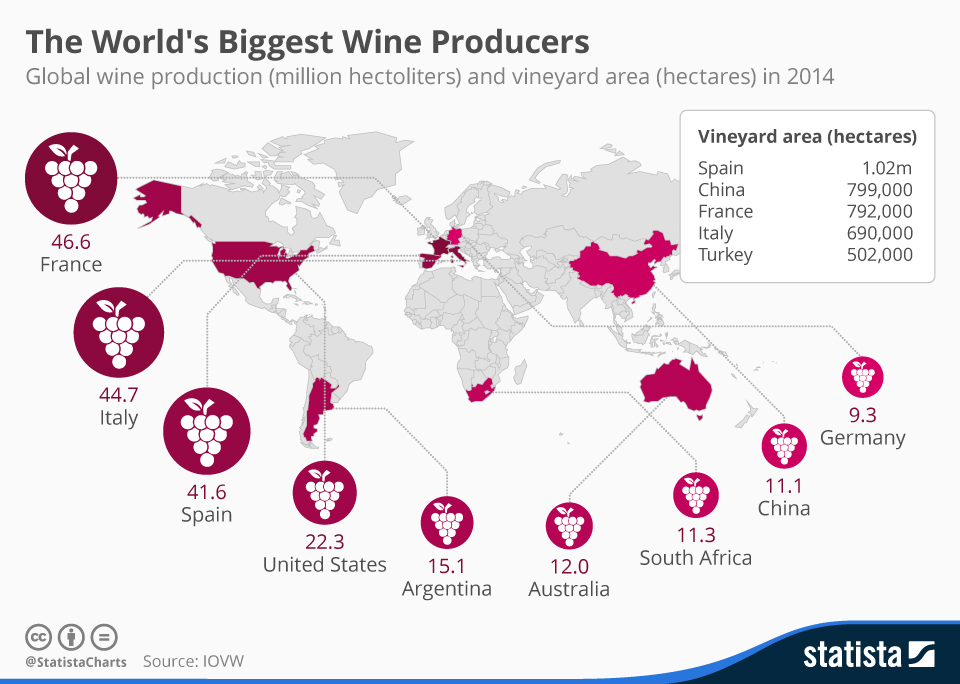 The World's Biggest Wine Producers
Global wine production (million hectoliters) and vineyard area (hectares) in 2014
Vineyard area (hectares)
Spain 1.02m
China 799,000
France 792,000
Italy 690,000
Turkey 502,000
46.6
France
44.7
Italy
41.6
Spain
22.3
United States
15.1
Argentina
12.0
Australia
11.3
South Africa
11.1
China
9.3
Germany
cc
@StatistaCharts Source: IOVW
statista